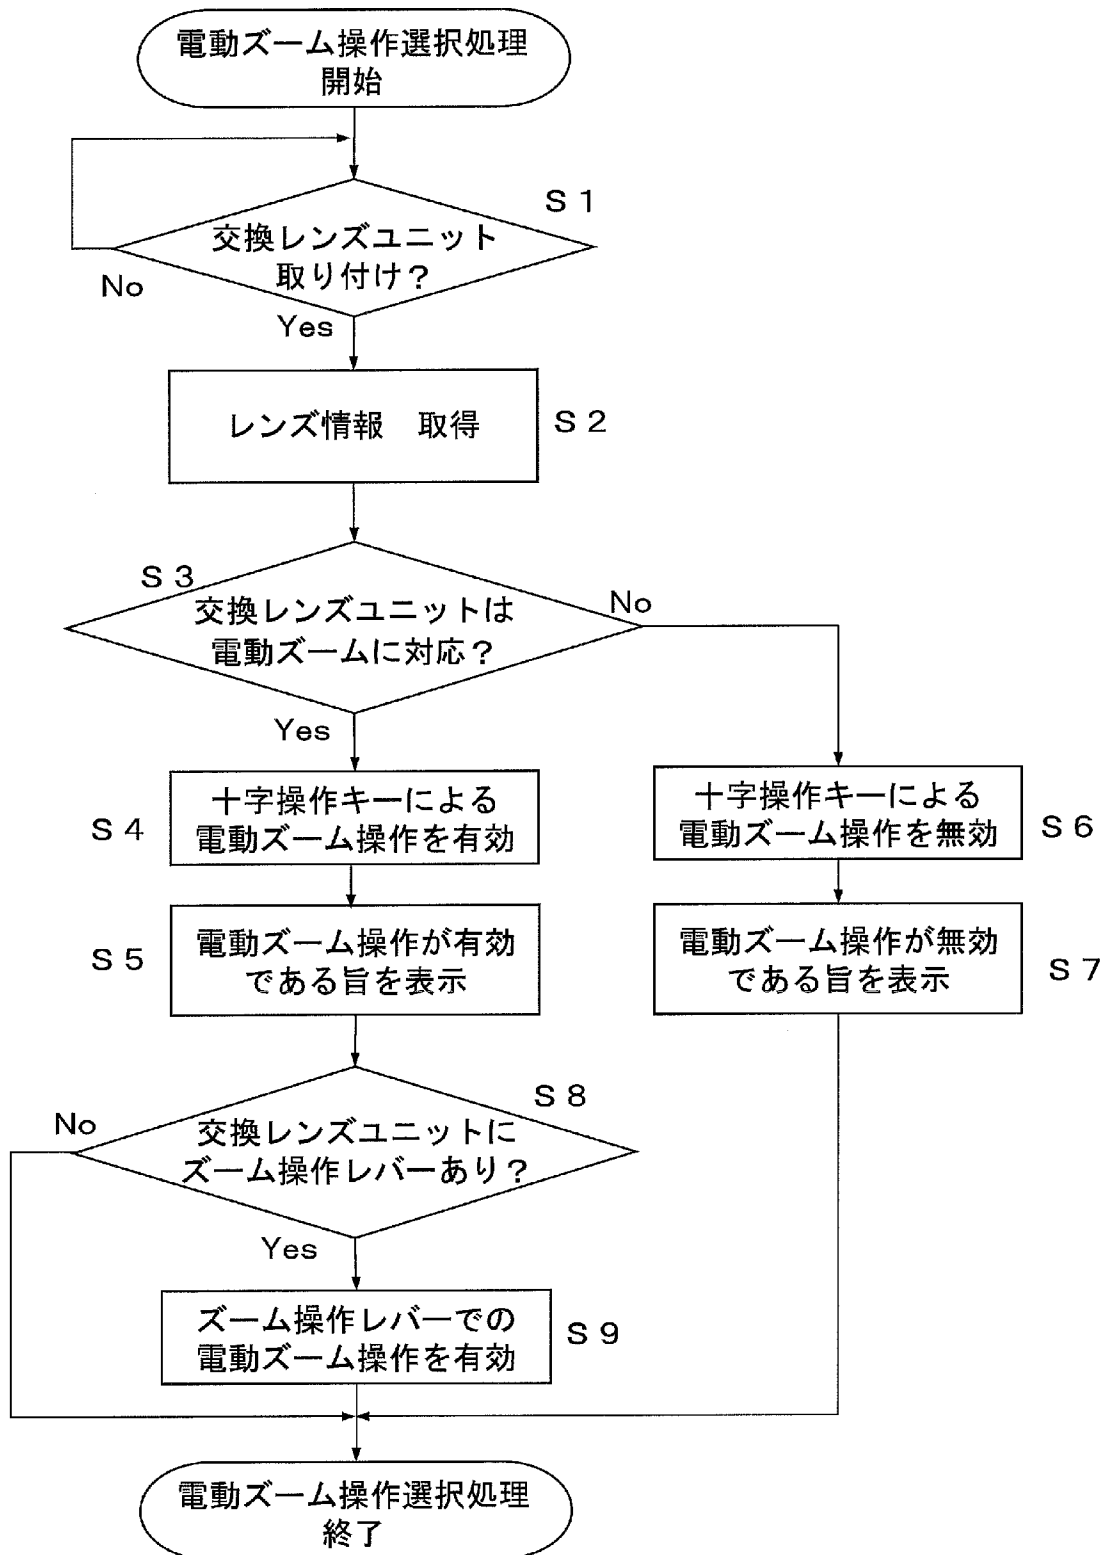 電動ズーム操作選択処理
開始
S1
交換レンズユニット
取り付け?
No
Yes
レンズ情報　取得
S2
S3
交換レンズユニットは
電動ズームに対応?
No
Yes
十字操作キーによる
電動ズーム操作を有効
S4
十字操作キーによる
電動ズーム操作を無効
S6
電動ズーム操作が有効
である旨を表示
S5
電動ズーム操作が無効
である旨を表示
S7
S8
No
交換レンズユニットに
ズーム操作レバーあり?
Yes
ズーム操作レバーでの
電動ズーム操作を有効
S9
電動ズーム操作選択処理
終了